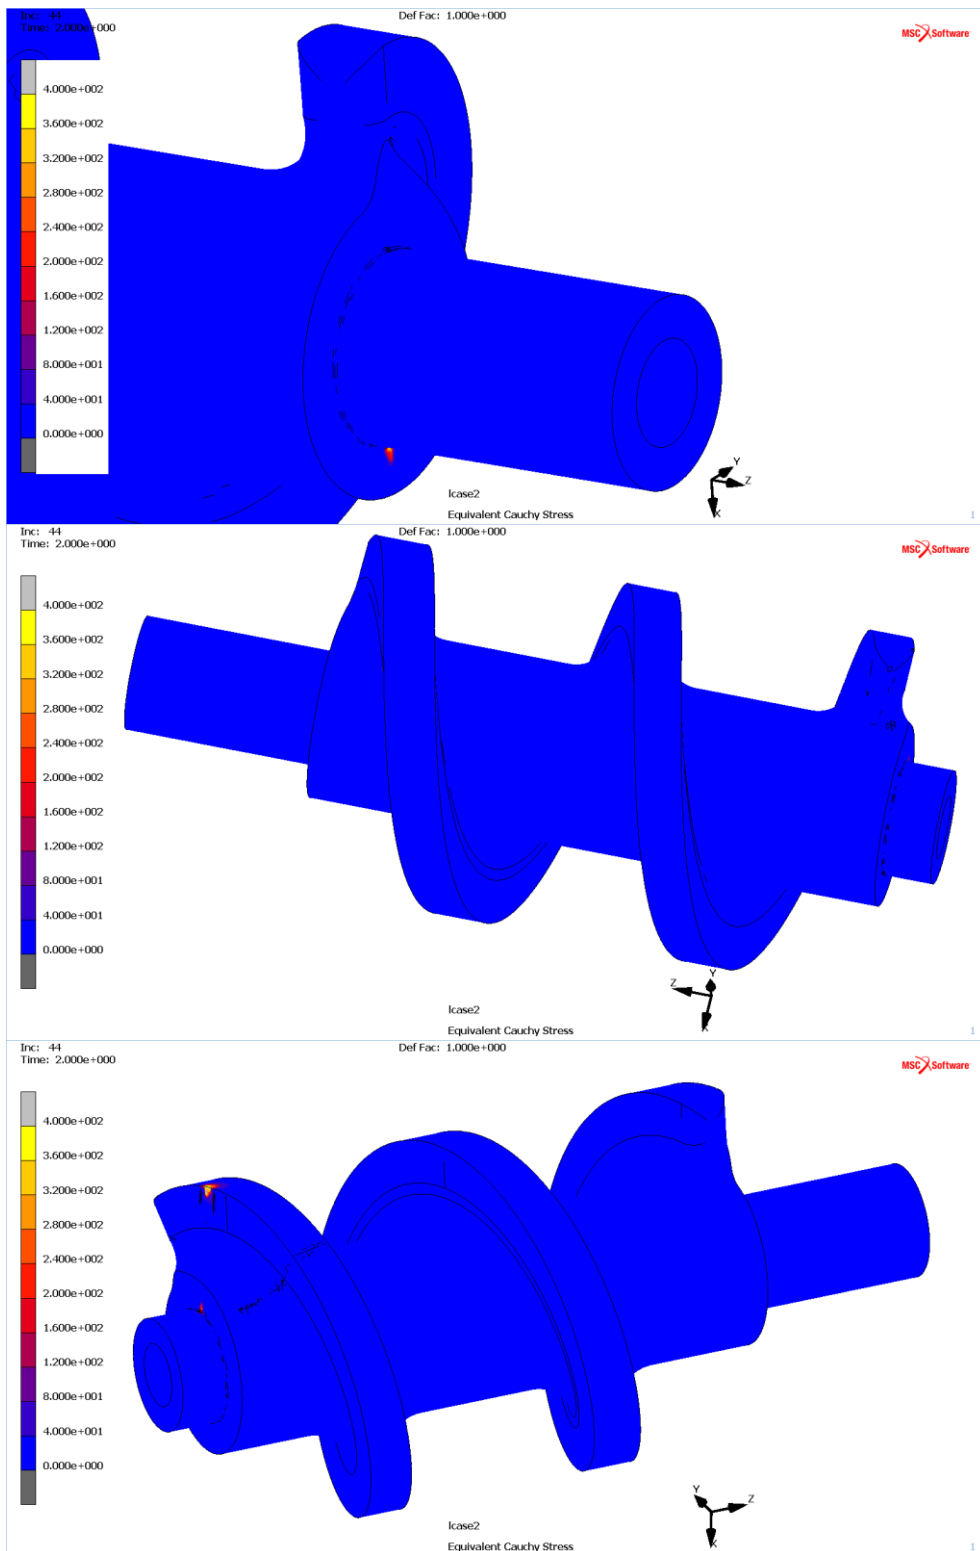 Inc: 44
Time: 2.000e+000
Def Fac: 1.000e+000
MSC Software
4.000e+002
3.600e+002
3.200e+002
2.800e+002
2.400e+002
2.000e+002
1.600e+002
1.200e+002
8.000e+001
4.000e+001
0.000e+000
Y
Z
X
lcase2
Equivalent Cauchy Stress
1
Inc: 44
Time: 2.000e+000
Def Fac: 1.000e+000
MSC Software
4.000e+002
3.600e+002
3.200e+002
2.800e+002
2.400e+002
2.000e+002
1.600e+002
1.200e+002
8.000e+001
4.000e+001
0.000e+000
Y
Z
X
lcase2
Equivalent Cauchy Stress
1
Inc: 44
Time: 2.000e+000
Def Fac: 1.000e+000
MSC Software
4.000e+002
3.600e+002
3.200e+002
2.800e+002
2.400e+002
2.000e+002
1.600e+002
1.200e+002
8.000e+001
4.000e+001
0.000e+000
Y
Z
X
lcase2
Equivalent Cauchy Stress
1